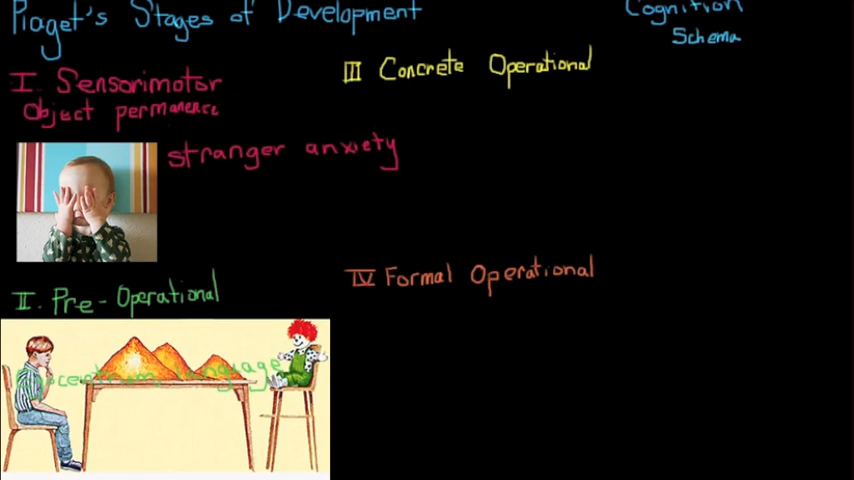 Piaget's Stages of Development
Cognition
Schema
I. Sensorimotor
Object permanence
stranger anxiety
II. Pre-Operational
Egocentrism, language
III Concrete Operational
IV Formal Operational